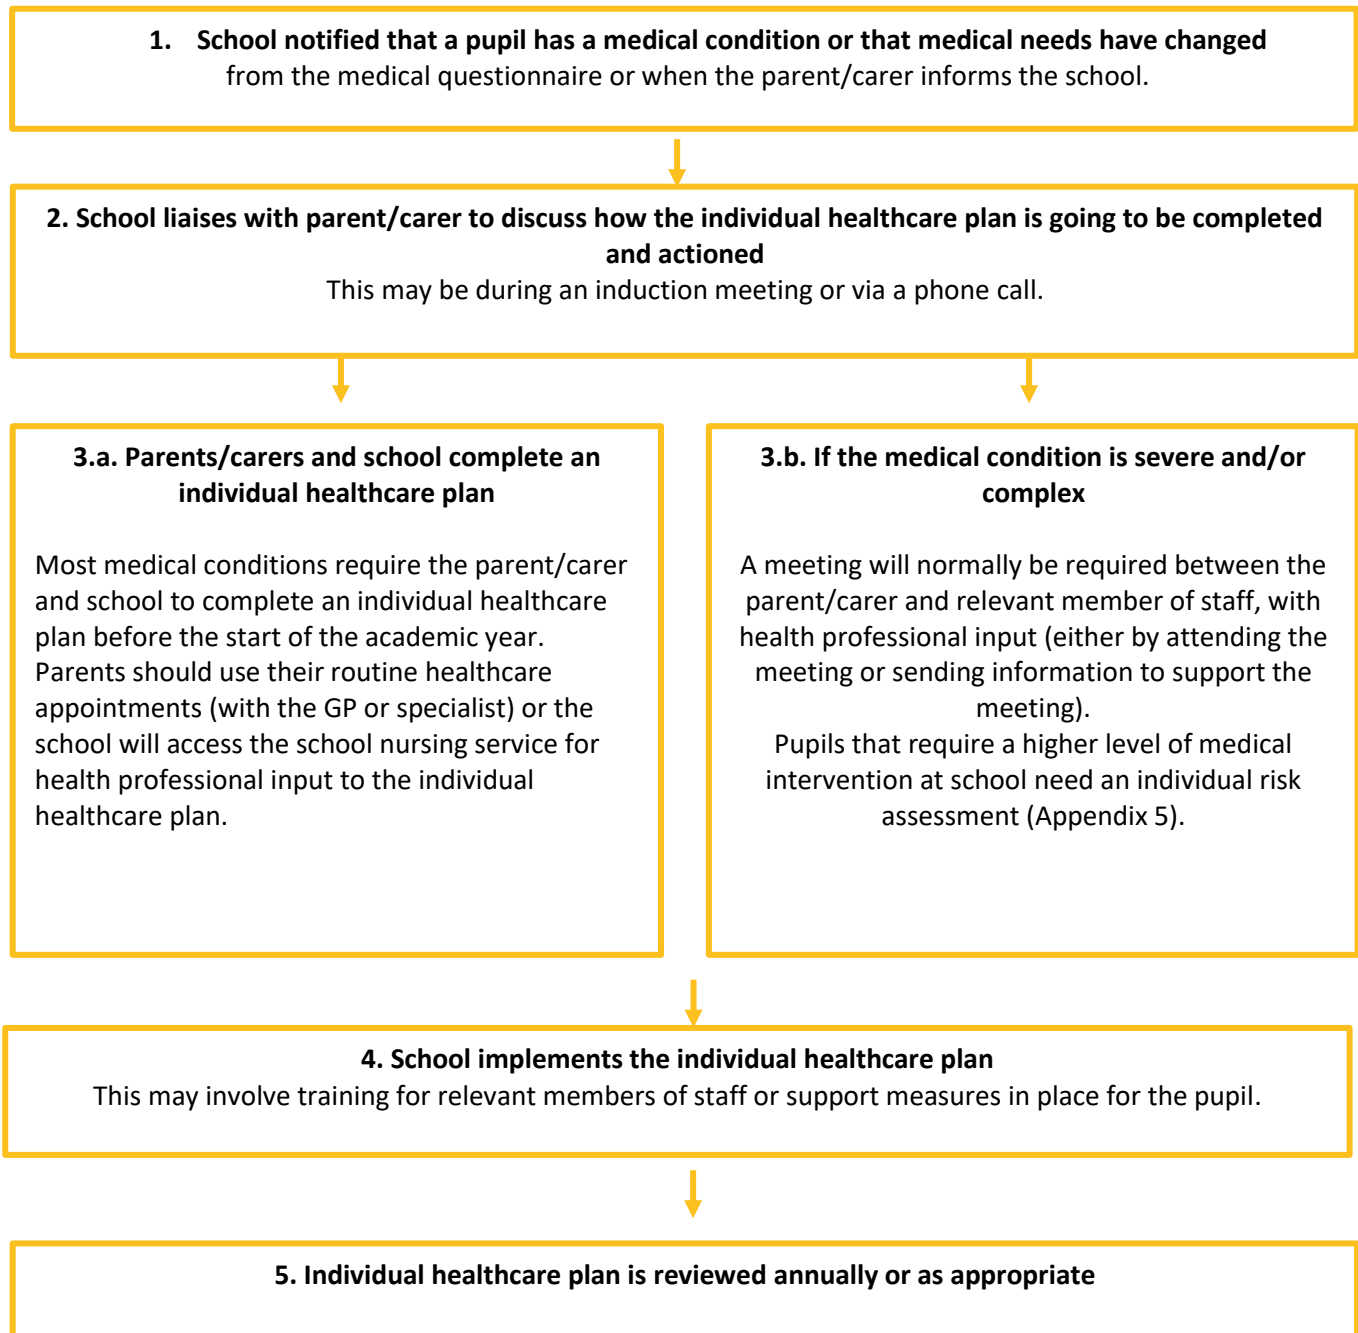 1. School notified that a pupil has a medical condition or that medical needs have changed
from the medical questionnaire or when the parent/carer informs the school.
2. School liaises with parent/carer to discuss how the individual healthcare plan is going to be completed
and actioned
This may be during an induction meeting or via a phone call.
3.a. Parents/carers and school complete an
individual healthcare plan
Most medical conditions require the parent/carer
and school to complete an individual healthcare
plan before the start of the academic year.
Parents should use their routine healthcare
appointments (with the GP or specialist) or the
school will access the school nursing service for
health professional input to the individual
healthcare plan.
3.b. If the medical condition is severe and/or
complex
A meeting will normally be required between the
parent/carer and relevant member of staff, with
health professional input (either by attending the
meeting or sending information to support the
meeting).
Pupils that require a higher level of medical
intervention at school need an individual risk
assessment (Appendix 5).
4. School implements the individual healthcare plan
This may involve training for relevant members of staff or support measures in place for the pupil.
5. Individual healthcare plan is reviewed annually or as appropriate